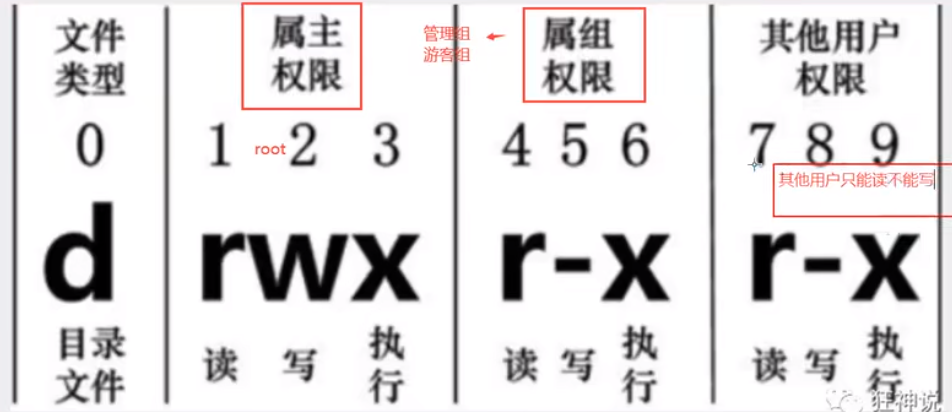 文件
类型
属主
权限
管理组
游客组
属组
权限
其他用户
权限
0
1 root 2 3
4 5 6
7 8 9
其他用户只能读不能写
d
rwx
r-x
r-x
目录
文件
读 写 执行
读 写 执行
读 写 执行
狂神说